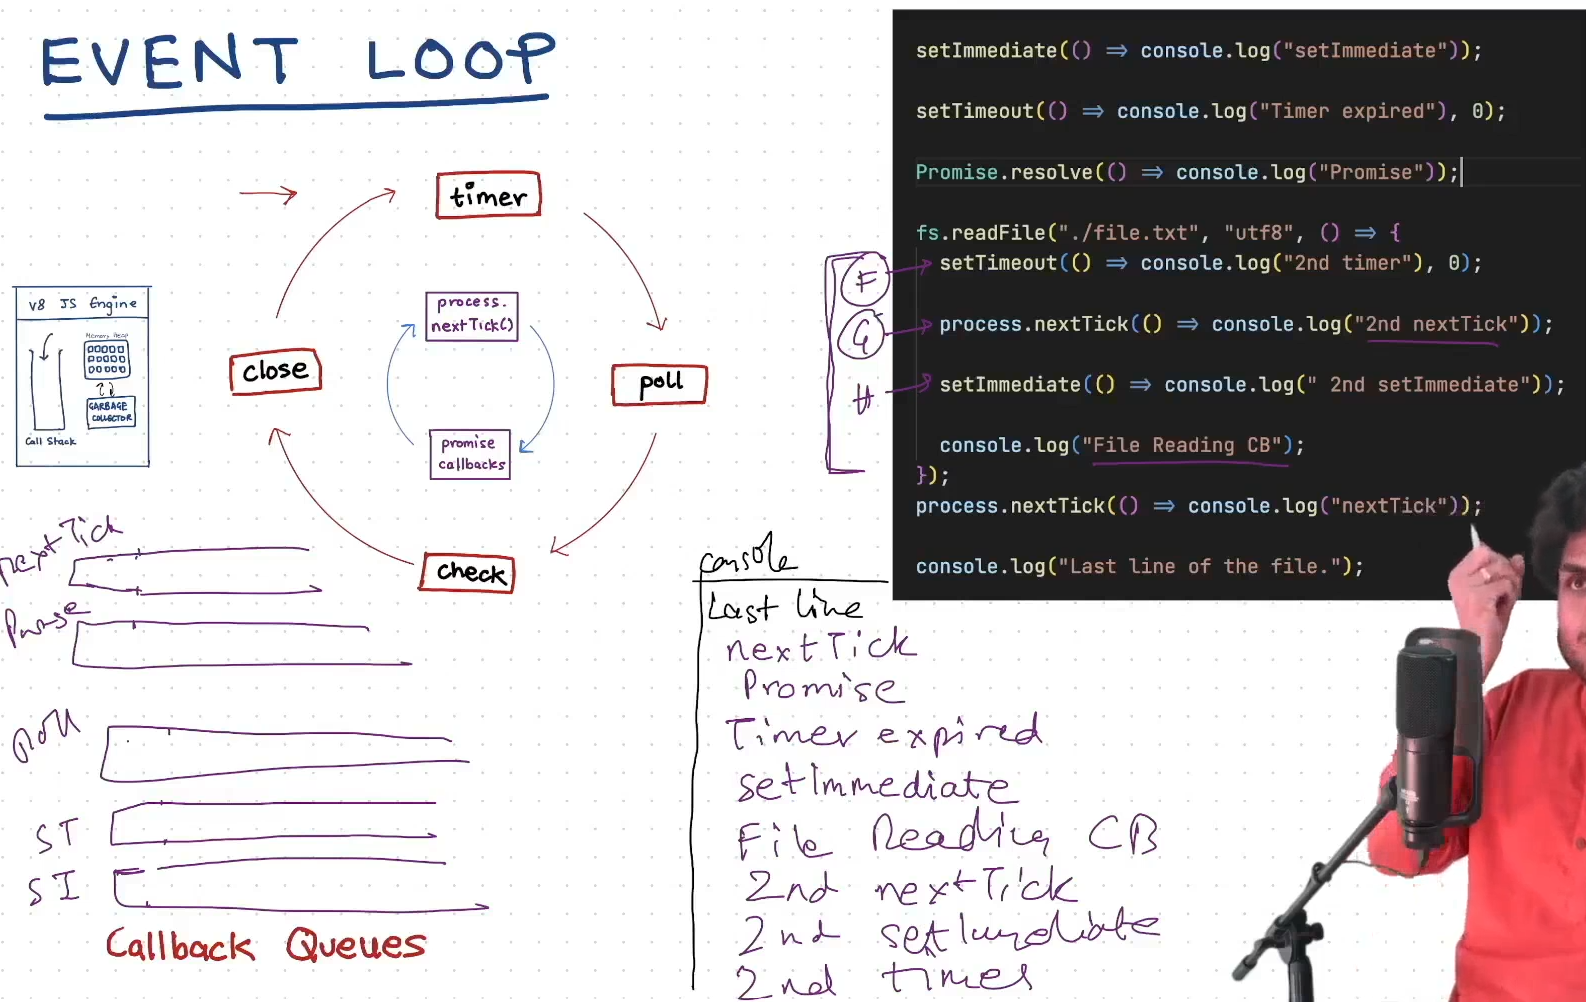 EVENT LOOP
timer
process.
nextTick()
V8 JS Engine
Memory Heap
GARBAGE
COLLECTOR
Call Stack
close
poll
promise
callbacks
check
nextTick
Poll
ST
SI
Callback Queues
F
G
H
setImmediate(() => console.log("setImmediate"));
setTimeout(() => console.log("Timer expired"), 0);
Promise.resolve(() => console.log("Promise"));
fs.readFile("./file.txt", "utf8", () => {
setTimeout(() => console.log("2nd timer"), 0);
process.nextTick(() => console.log("2nd nextTick"));
setImmediate(() => console.log(" 2nd setImmediate"));
console.log("File Reading CB");
});
process.nextTick(() => console.log("nextTick"));
console.log("Last line of the file.");
console
Last line
nextTick
Promise
Timer expired
setImmediate
File Reading CB
2nd nextTick
2nd
2nd